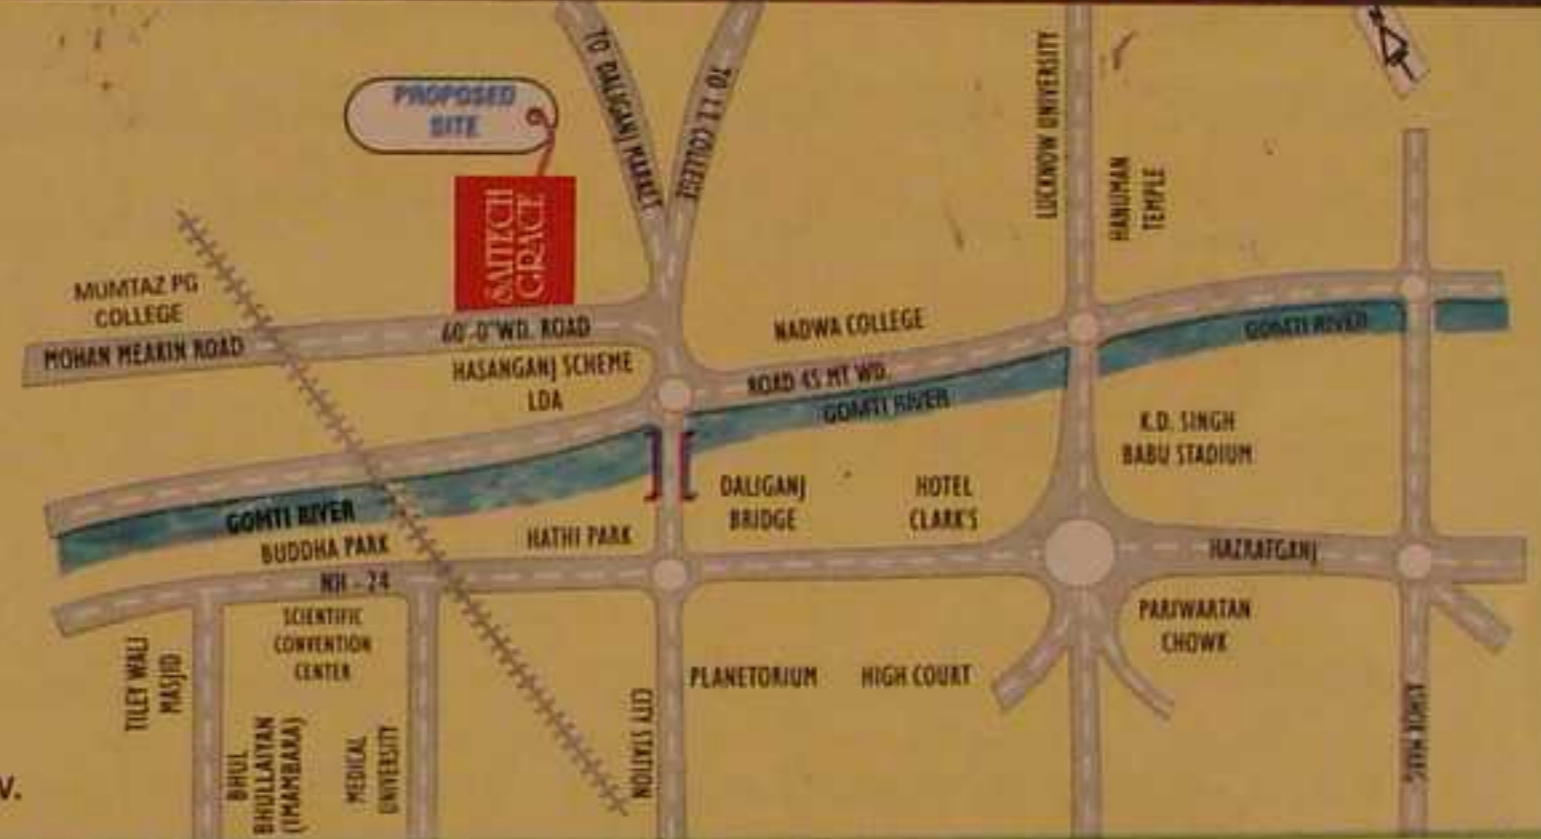 N
TO DALIGANJ MARKET
TO I.T. COLLEGE
LUCKNOW UNIVERSITY
HANUMAN
TEMPLE
PROPOSED
SITE
SAITECH
GRACE
MUMTAZ PG
COLLEGE
MOHAN MEAKIN ROAD
60'-0"WD. ROAD
HASANGANJ SCHEME
LDA
NADWA COLLEGE
ROAD 45 MT WD.
GOMTI RIVER
GOMTI RIVER
K.D. SINGH
BABU STADIUM
GOMTI RIVER
BUDDHA PARK
HATHI PARK
DALIGANJ
BRIDGE
HOTEL
CLARK'S
HAZRATGANJ
NH - 24
SCIENTIFIC
CONVENTION
CENTER
TILEY WALI
MASJID
BHUL
BHULLAIYAN
(IMAMBARA)
MEDICAL
UNIVERSITY
CITY STATION
PLANETORIUM
HIGH COURT
PARIWARTAN
CHOWK
V.